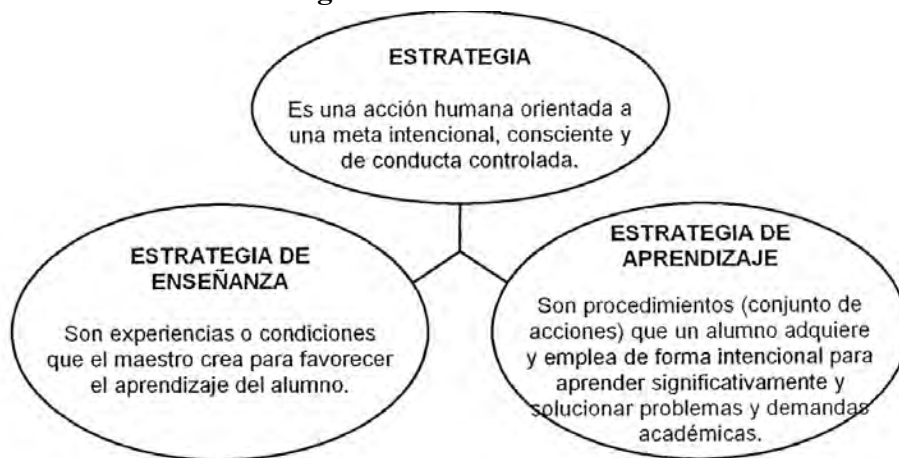 ESTRATEGIA
Es una acción humana orientada a
una meta intencional, consciente y
de conducta controlada.
ESTRATEGIA DE
ENSEÑANZA
Son experiencias o condiciones
que el maestro crea para favorecer
el aprendizaje del alumno.
ESTRATEGIA DE
APRENDIZAJE
Son procedimientos (conjunto de
acciones) que un alumno adquiere
y emplea de forma intencional para
aprender significativamente y
solucionar problemas y demandas
académicas.